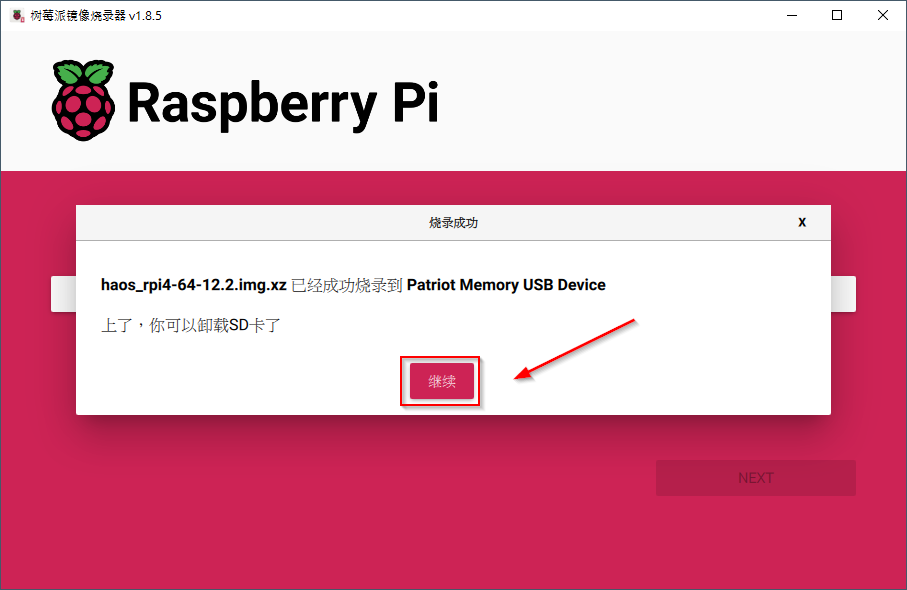 树莓派镜像烧录器 v1.8.5
Raspberry Pi
烧录成功
X
haos_rpi4-64-12.2.img.xz 已经成功烧录到 Patriot Memory USB Device
上了，你可以卸载SD卡了
继续
NEXT